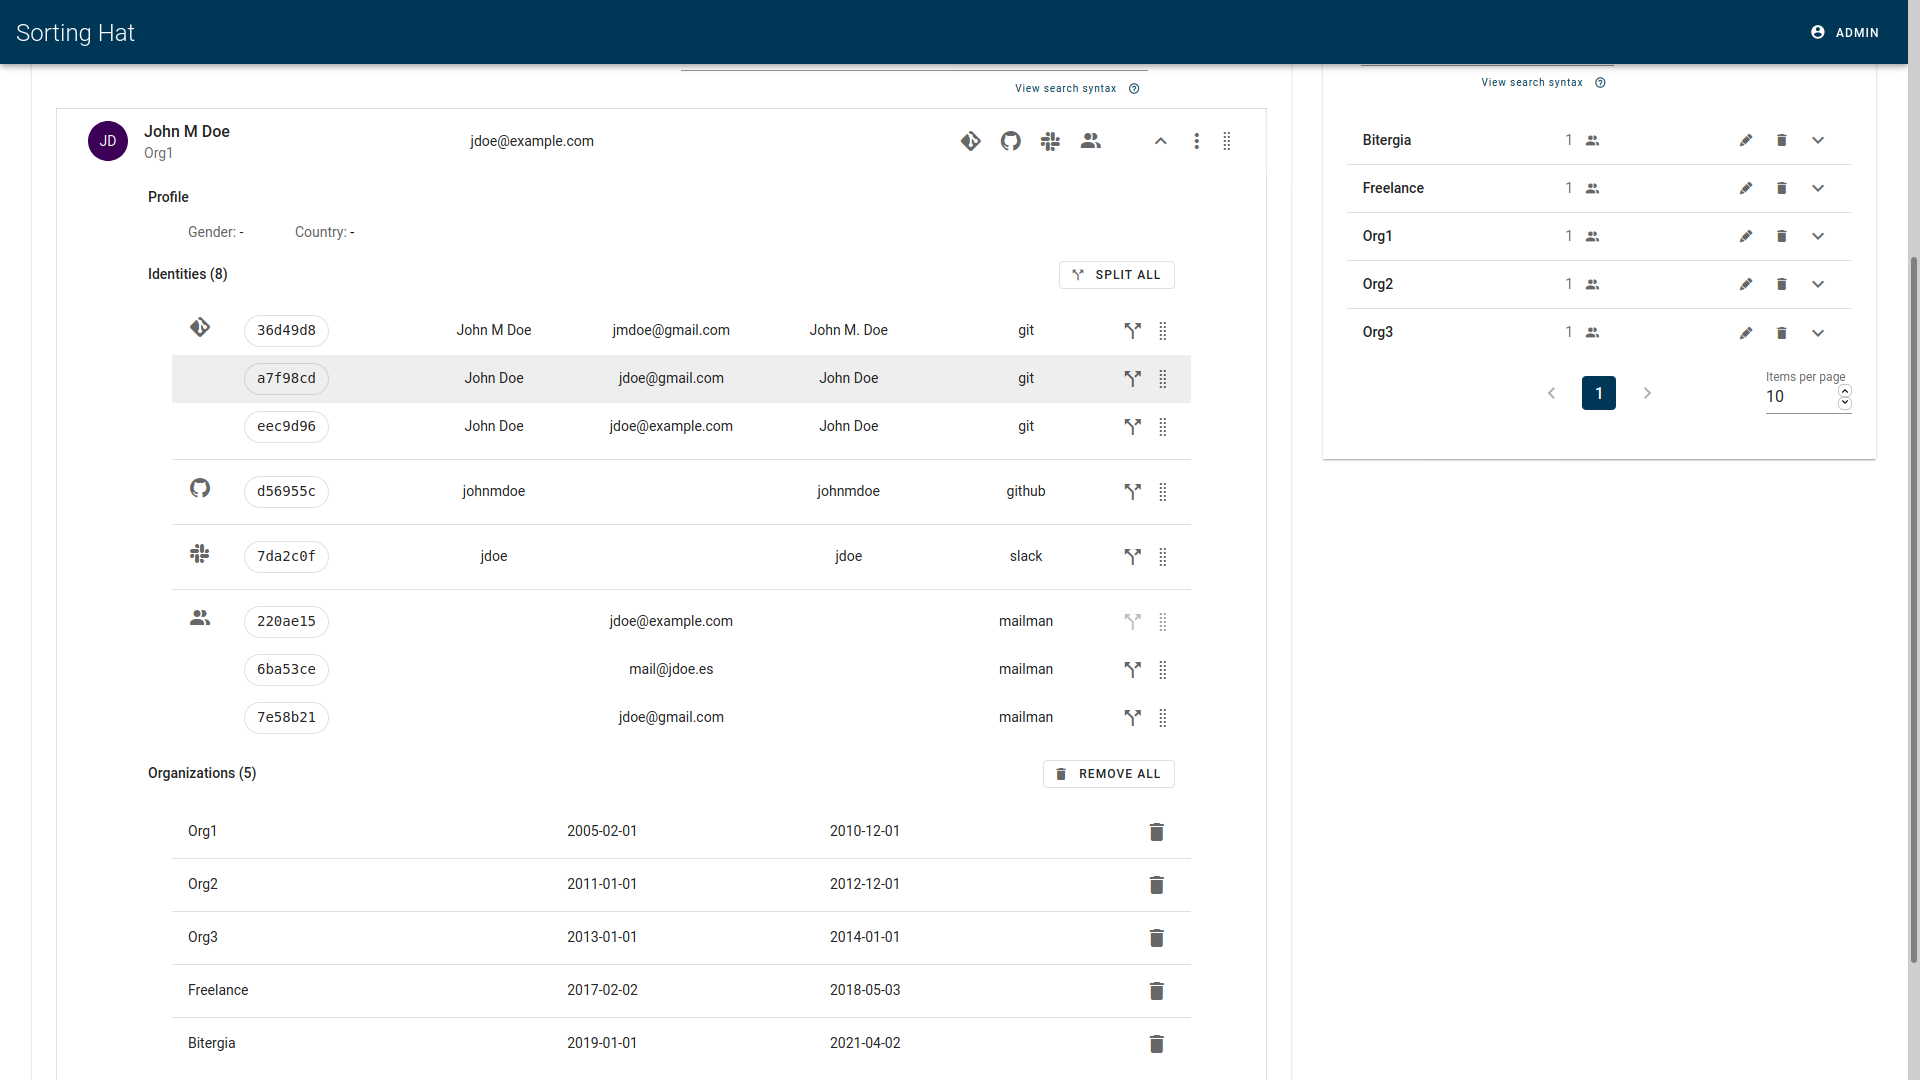 Sorting Hat
ADMIN
View search syntax
JD
John M Doe
Org1
jdoe@example.com
Profile
Gender: - Country: -
Identities (8)
SPLIT ALL
36d49d8 John M Doe jmdoe@gmail.com John M. Doe git
a7f98cd John Doe jdoe@gmail.com John Doe git
eec9d96 John Doe jdoe@example.com John Doe git
d56955c johnmdoe johnmdoe github
7da2c0f jdoe jdoe slack
220ae15 jdoe@example.com mailman
6ba53ce mail@jdoe.es mailman
7e58b21 jdoe@gmail.com mailman
Organizations (5)
REMOVE ALL
Org1 2005-02-01 2010-12-01
Org2 2011-01-01 2012-12-01
Org3 2013-01-01 2014-01-01
Freelance 2017-02-02 2018-05-03
Bitergia 2019-01-01 2021-04-02
View search syntax
Bitergia 1
Freelance 1
Org1 1
Org2 1
Org3 1
1
Items per page
10